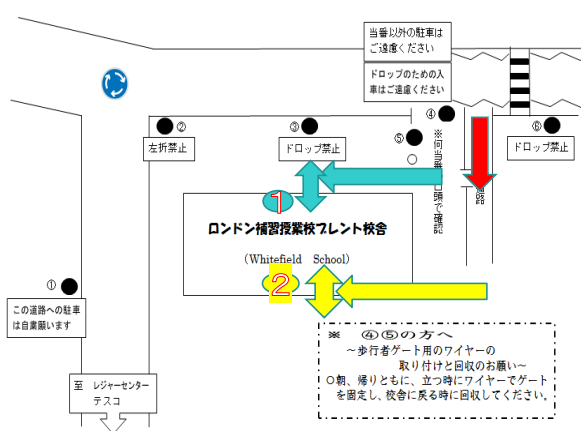 当番以外の駐車は
ご遠慮ください
ドロップのための入
車はご遠慮ください
②
左折禁止
③
ドロップ禁止
④
⑤
⑥
ドロップ禁止
※何当番
口頭で確認
1
ロンドン補習授業校ブレント校舎
(Whitefield School)
2
①
この道路への駐車
は自粛願います
至 レジャーセンター
テスコ
※ ④⑤の方へ
～歩行者ゲート用のワイヤーの
取り付けと回収のお願い～
○朝、帰りともに、立つ時にワイヤーでゲート
を固定し、校舎に戻る時に回収してください。